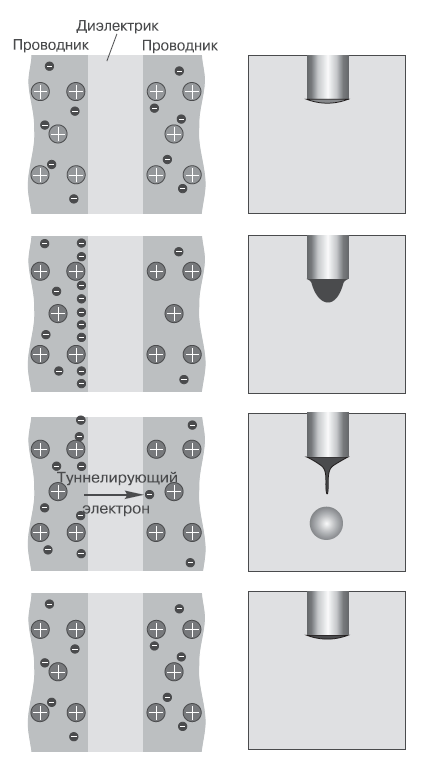 Диэлектрик
Проводник
Проводник
Туннелирующий
электрон